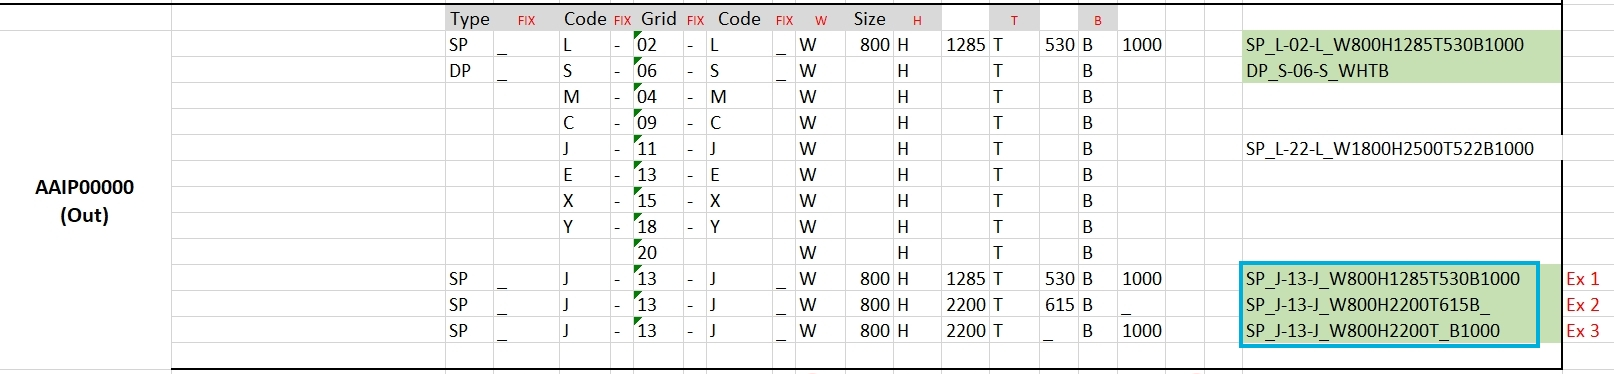 Type FIX Code FIX Grid FIX Code FIX W Size H T B
SP _ L - 02 - L _ W 800 H 1285 T 530 B 1000 SP_L-02-L_W800H1285T530B1000
DP _ S - 06 - S _ W H T B DP_S-06-S_WHTB
M - 04 - M W H T B
C - 09 - C W H T B
J - 11 - J W H T B SP_L-22-L_W1800H2500T522B1000
E - 13 - E W H T B
X - 15 - X W H T B
Y - 18 - Y W H T B
20 W H T B
AAIP00000
(Out)
SP _ J - 13 - J _ W 800 H 1285 T 530 B 1000 SP_J-13-J_W800H1285T530B1000 Ex 1
SP _ J - 13 - J _ W 800 H 2200 T 615 B _ SP_J-13-J_W800H2200T615B_ Ex 2
SP _ J - 13 - J _ W 800 H 2200 T _ B 1000 SP_J-13-J_W800H2200T_B1000 Ex 3